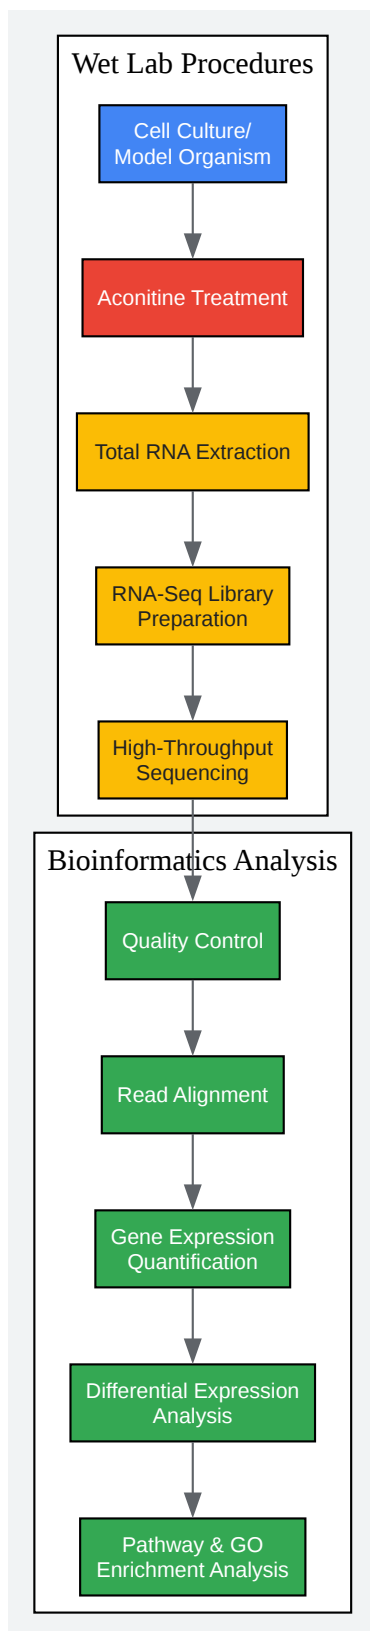 Wet Lab Procedures
Cell Culture/
Model Organism
Aconitine Treatment
Total RNA Extraction
RNA-Seq Library
Preparation
High-Throughput
Sequencing
Bioinformatics Analysis
Quality Control
Read Alignment
Gene Expression
Quantification
Differential Expression
Analysis
Pathway & GO
Enrichment Analysis